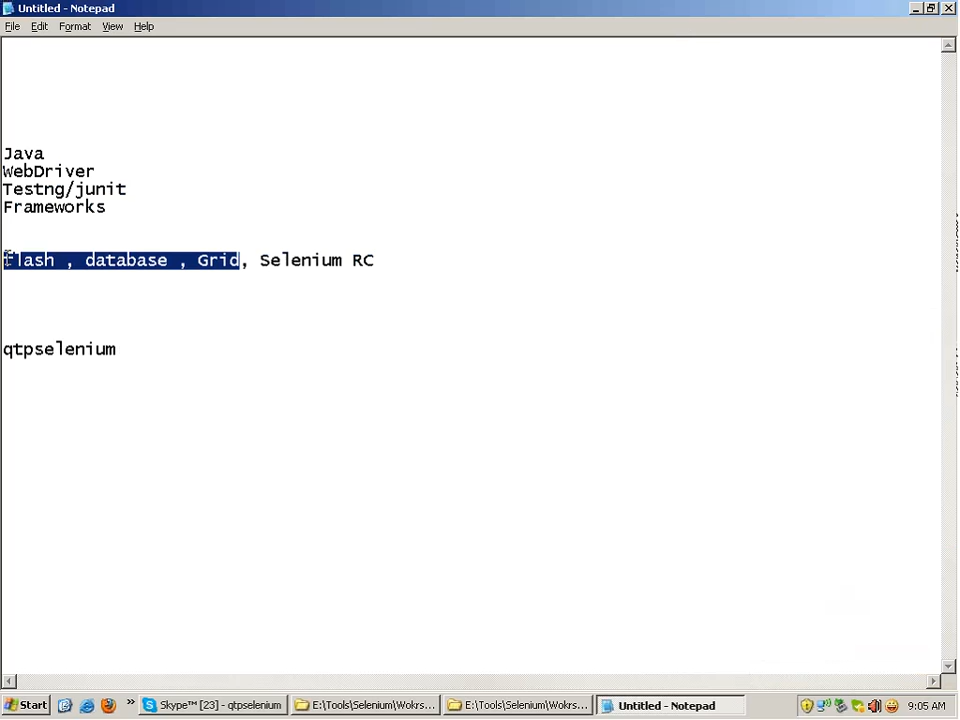 Untitled - Notepad
File Edit Format View Help
Java
WebDriver
Testng/junit
Frameworks
flash , database , Grid, Selenium RC
qtpselenium
Start » Skype™ [23] - qtpselenium E:\Tools\Selenium\Wokrs... E:\Tools\Selenium\Wokrs... Untitled - Notepad 9:05 AM